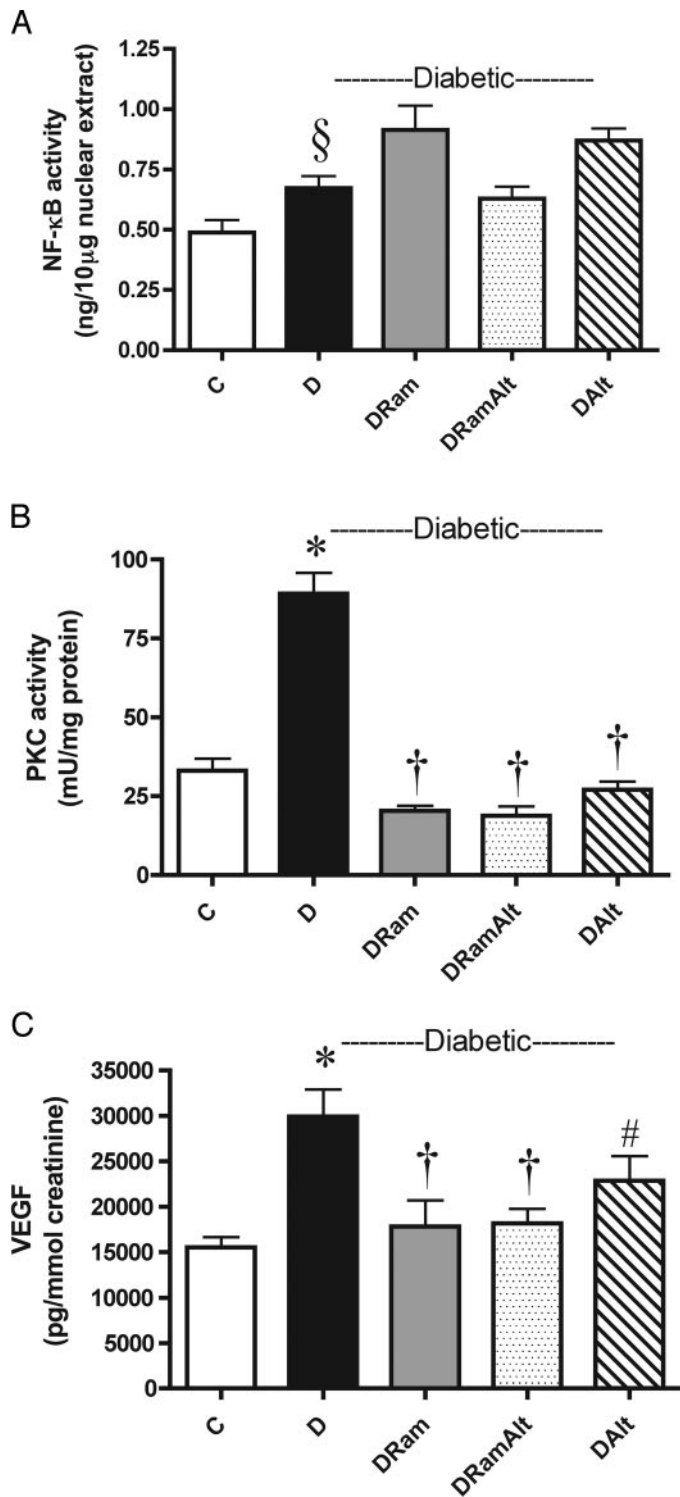 A
NF-κB activity
(ng/10μg nuclear extract)
1.25
1.00
0.75
0.50
0.25
0.00
---------Diabetic---------
§
C
D
DRam
DRamAlt
DAlt
B
PKC activity
(mU/mg protein)
100
75
50
25
0
---------Diabetic---------
*
†
†
†
C
D
DRam
DRamAlt
DAlt
C
VEGF
(pg/mmol creatinine)
35000
30000
25000
20000
15000
10000
5000
0
---------Diabetic---------
*
†
†
#
C
D
DRam
DRamAlt
DAlt